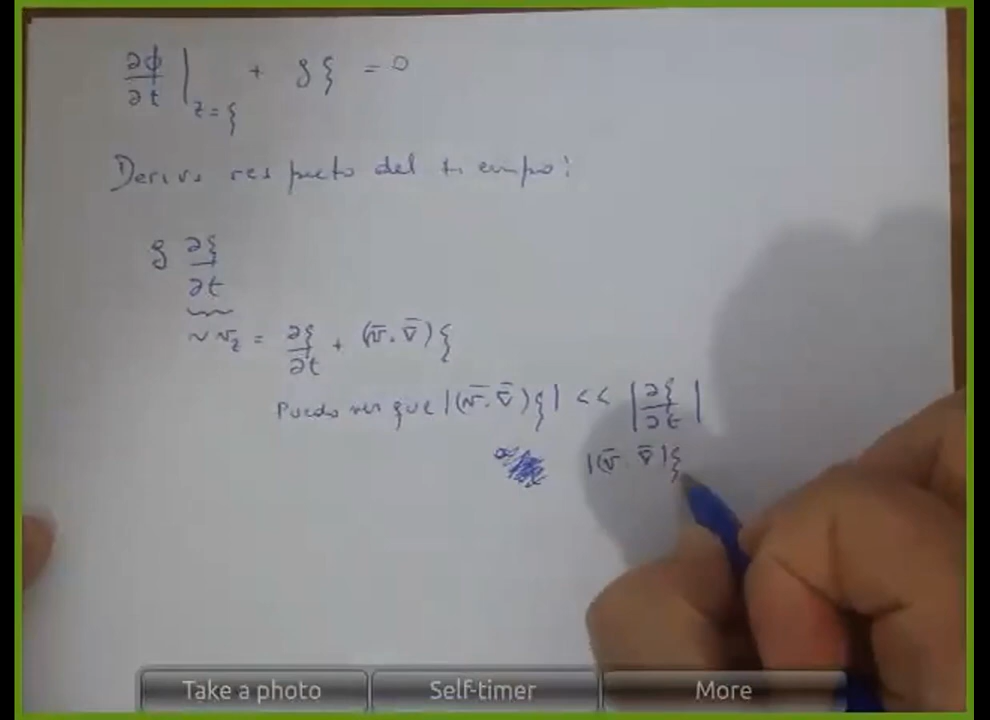 ∂ϕ/∂t |z=ξ + gξ = 0
Derivo respecto del tiempo:
g ∂ξ/∂t
~ v_z = ∂ξ/∂t + (v̄·∇̄)ξ
Puedo ver que |(v̄·∇̄)ξ| << |∂ξ/∂t|
|(v̄·∇̄)ξ
Take a photo Self-timer More